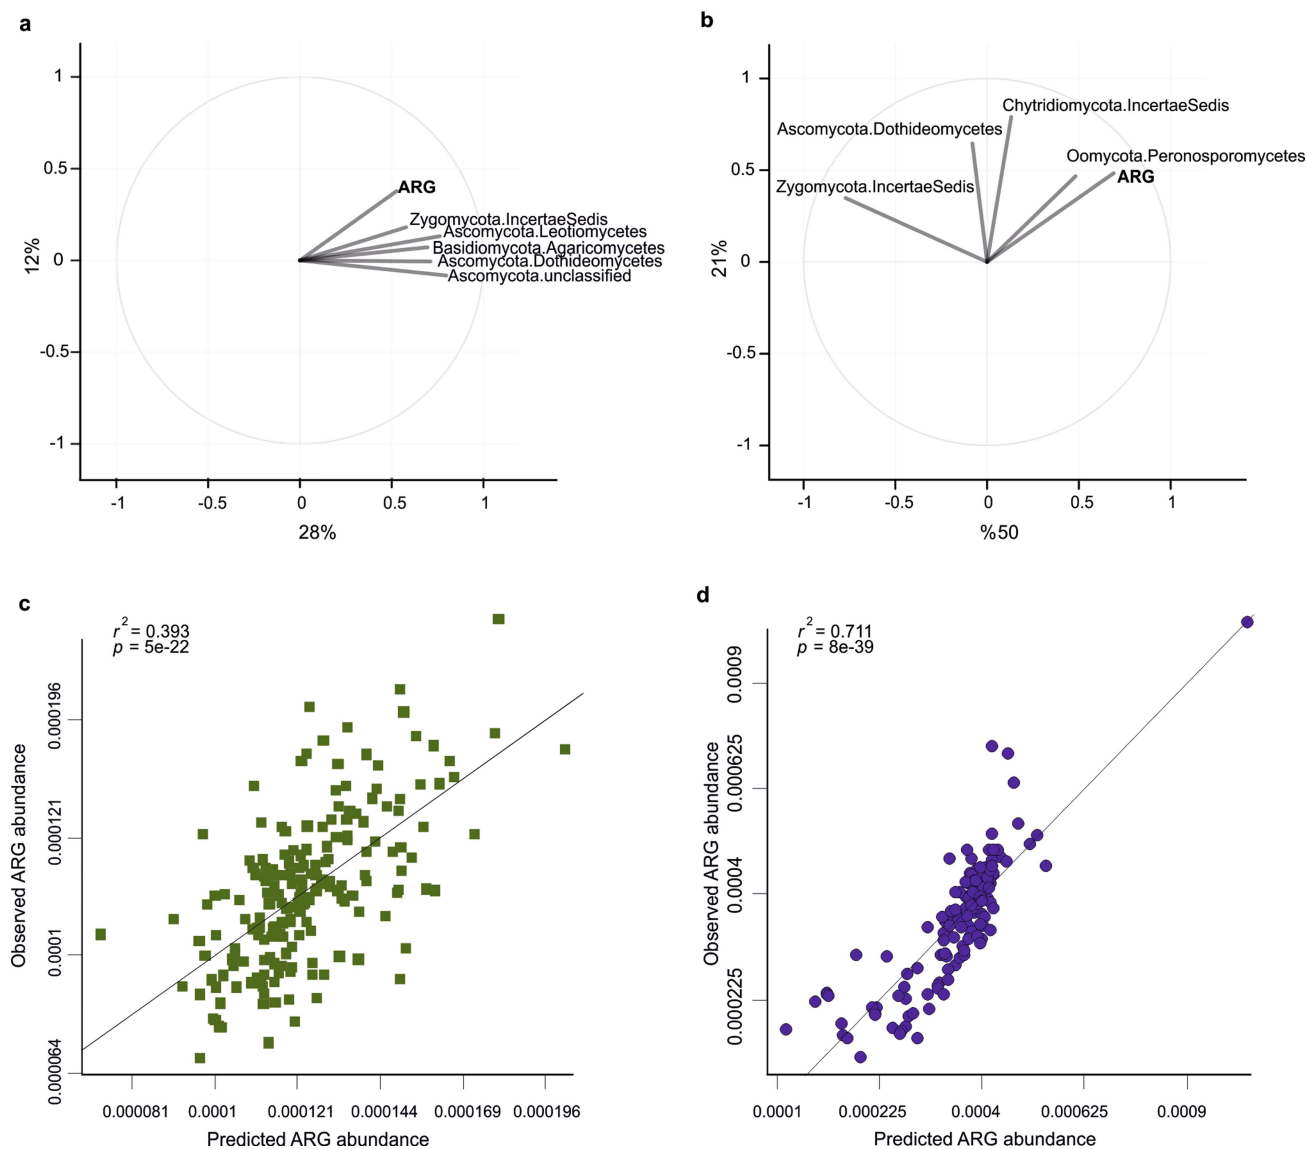 a
1
0.5
0
-0.5
-1
12%
ARG
Zygomycota.IncertaeSedis
Ascomycota.Leotiomycetes
Basidiomycota.Agaricomycetes
Ascomycota.Dothideomycetes
Ascomycota.unclassified
-1 -0.5 0 0.5 1
28%
b
1
0.5
0
-0.5
-1
21%
Chytridiomycota.IncertaeSedis
Ascomycota.Dothideomycetes
Oomycota.Peronosporomycetes
ARG
Zygomycota.IncertaeSedis
-1 -0.5 0 0.5 1
%50
c
r² = 0.393
p = 5e-22
Observed ARG abundance
0.000196
0.000121
0.0001
0.000064
0.000081 0.0001 0.000121 0.000144 0.000169 0.000196
Predicted ARG abundance
d
r² = 0.711
p = 8e-39
Observed ARG abundance
0.0009
0.000625
0.0004
0.000225
0.0001 0.000225 0.0004 0.000625 0.0009
Predicted ARG abundance